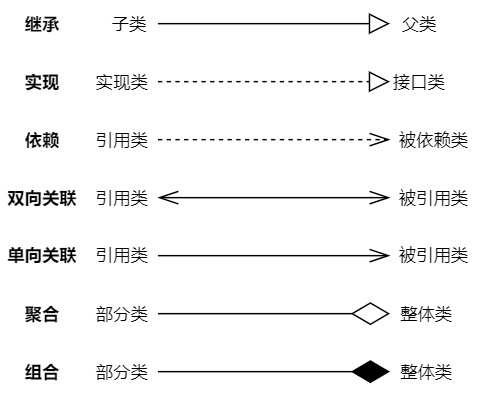 继承 子类 父类
实现 实现类 接口类
依赖 引用类 被依赖类
双向关联 引用类 被引用类
单向关联 引用类 被引用类
聚合 部分类 整体类
组合 部分类 整体类